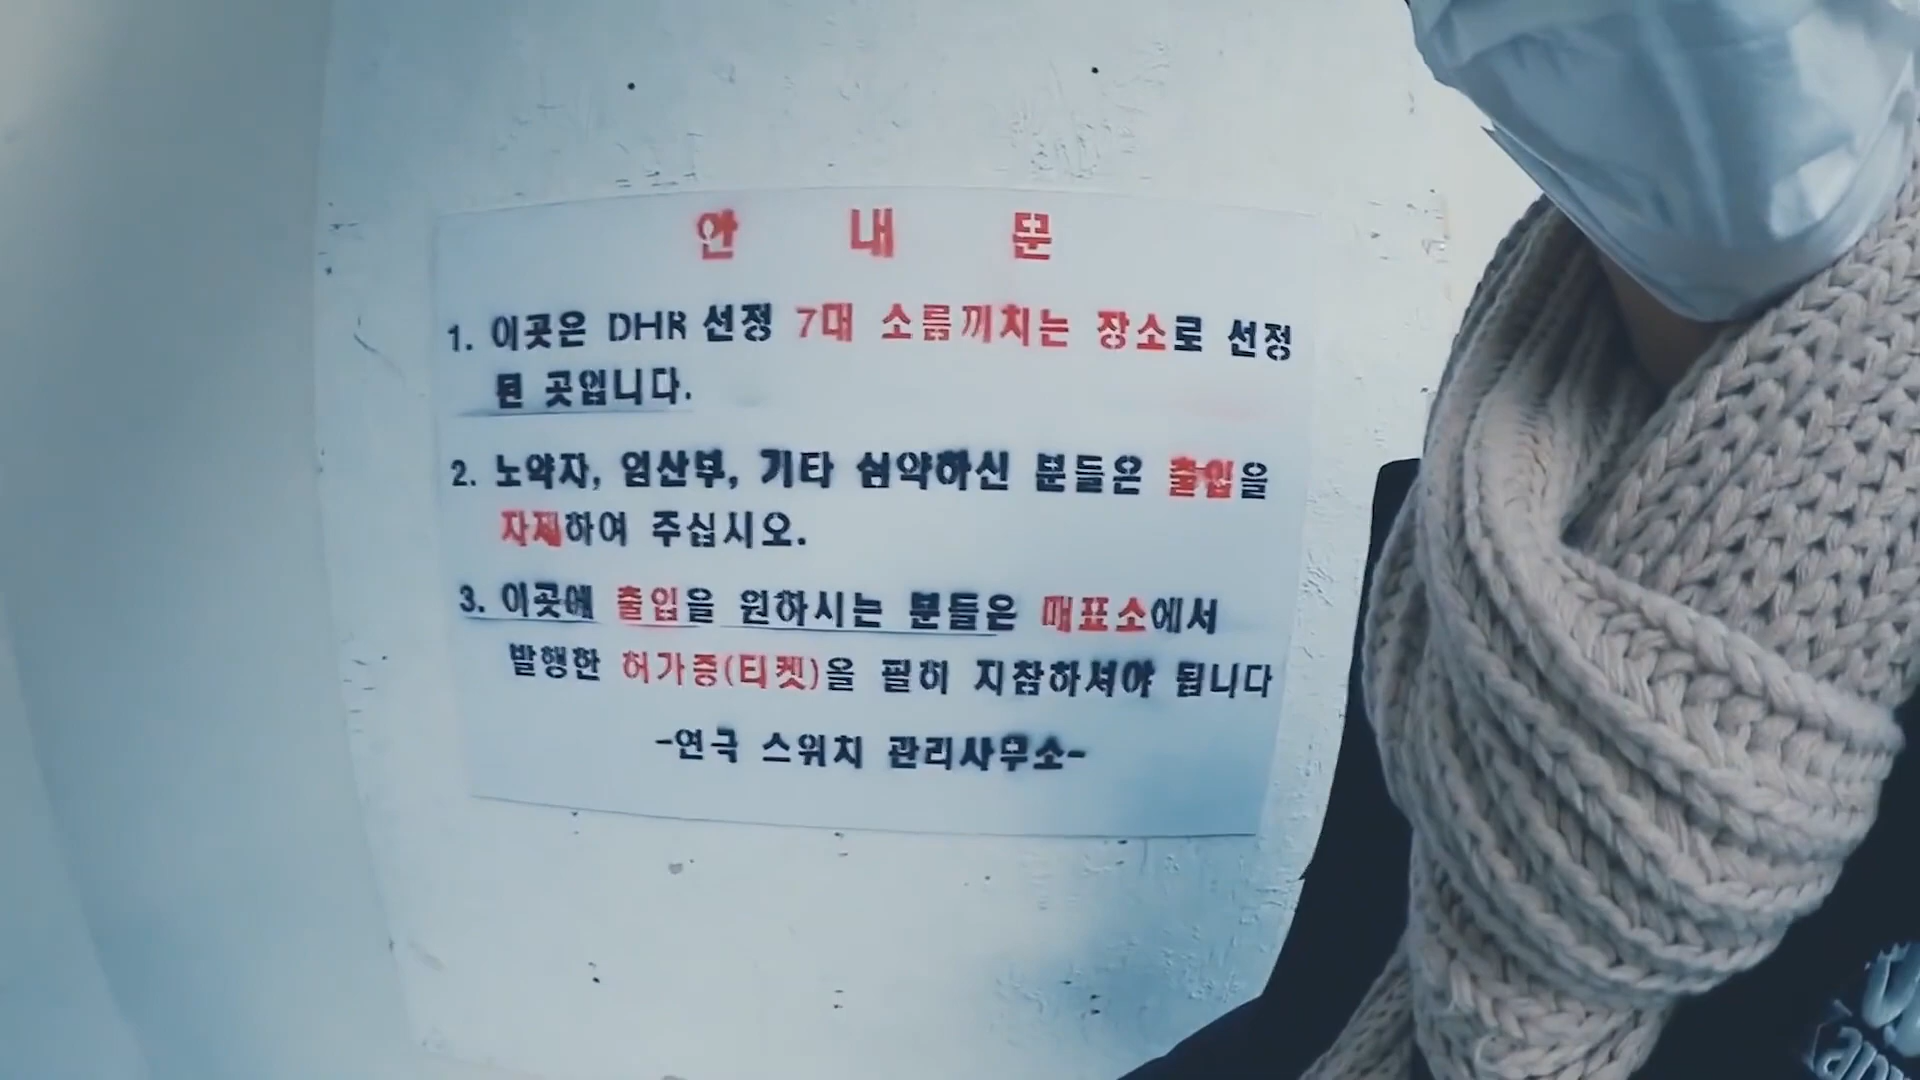 안 내 문
1. 이곳은 DHR 선정 7대 소름끼치는 장소로 선정
된 곳입니다.
2. 노약자, 임산부, 기타 심약하신 분들은 출입을
자제하여 주십시오.
3. 이곳에 출입을 원하시는 분들은 매표소에서
발행한 허가증(티켓)을 필히 지참하셔야 됩니다
-연극 스위치 관리사무소-